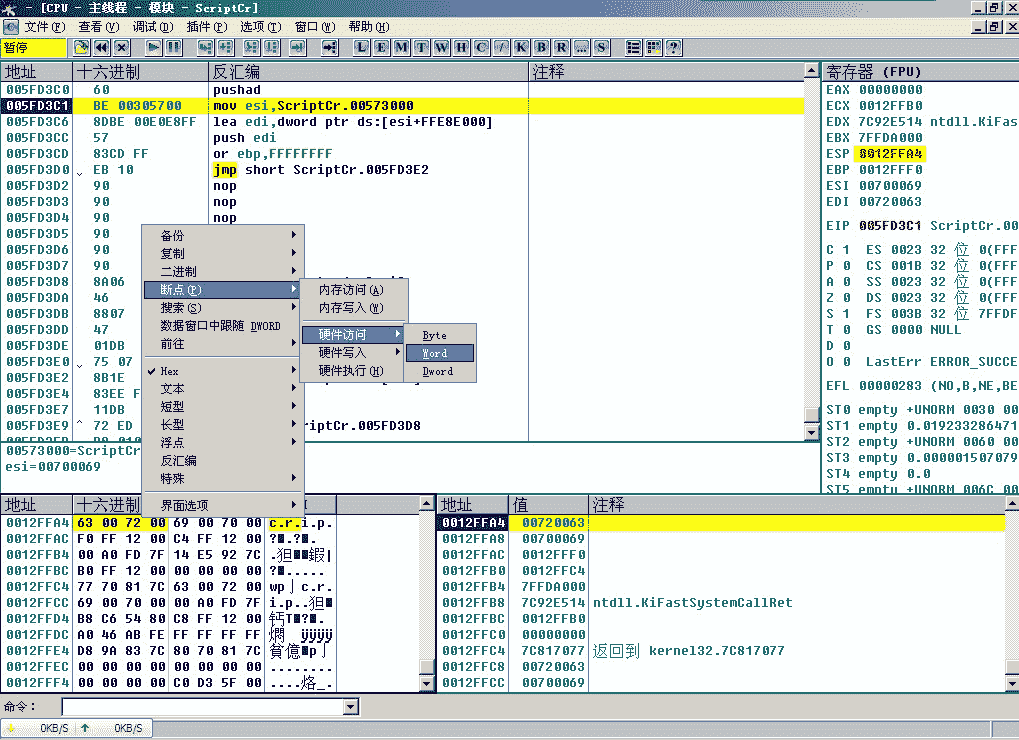 - [CPU - 主线程 - 模块 - ScriptCr]
文件(F) 查看(V) 调试(D) 插件(P) 选项(T) 窗口(W) 帮助(H)
暂停 L E M T W H C / K B R ... S ?
地址 十六进制 反汇编 注释
005FD3C0 60 pushad
005FD3C1 BE 00305700 mov esi,ScriptCr.00573000
005FD3C6 8DBE 00E0E8FF lea edi,dword ptr ds:[esi+FFE8E000]
005FD3CC 57 push edi
005FD3CD 83CD FF or ebp,FFFFFFFF
005FD3D0 EB 10 jmp short ScriptCr.005FD3E2
005FD3D2 90 nop
005FD3D3 90 nop
005FD3D4 90 nop
005FD3D5 90
005FD3D6 90
005FD3D7 90
005FD3D8 8A06
005FD3DA 46
005FD3DB 8807
005FD3DD 47
005FD3DE 01DB
005FD3E0 75 07
005FD3E2 8B1E
005FD3E4 83EE F
005FD3E7 11DB
005FD3E9 72 ED riptCr.005FD3D8
00573000=ScriptCr
esi=00700069
寄存器 (FPU)
EAX 00000000
ECX 0012FFB0
EDX 7C92E514 ntdll.KiFas
EBX 7FFDA000
ESP 0012FFA4
EBP 0012FFF0
ESI 00700069
EDI 00720063
EIP 005FD3C1 ScriptCr.00
C 1 ES 0023 32 位 0(FFF
P 0 CS 001B 32 位 0(FFF
A 0 SS 0023 32 位 0(FFF
Z 0 DS 0023 32 位 0(FFF
S 1 FS 003B 32 位 7FFDF
T 0 GS 0000 NULL
D 0
O 0 LastErr ERROR_SUCCE
EFL 00000283 (NO,B,NE,BE
ST0 empty +UNORM 0030 00
ST1 empty 0.019233286471
ST2 empty +UNORM 0060 00
ST3 empty 0.000001507079
ST4 empty 0.0
ST5 empty +UNORM 006C 00
备份
复制
二进制
断点(P)
搜索(S)
数据窗口中跟随 DWORD
前往
Hex
文本
短型
长型
浮点
反汇编
特殊
界面选项
内存访问(A)
内存写入(W)
硬件访问
硬件写入
硬件执行(H)
Byte
Word
Dword
地址 十六进制
0012FFA4 63 00 72 00 69 00 70 00 c.r.i.p.
0012FFAC F0 FF 12 00 C4 FF 12 00
0012FFB4 00 A0 FD 7F 14 E5 92 7C
0012FFBC B0 FF 12 00 00 00 00 00
0012FFC4 77 70 81 7C 63 00 72 00 wp亅c.r.
0012FFCC 69 00 70 00 00 A0 FD 7F
0012FFD4 B8 C6 54 80 C8 FF 12 00
0012FFDC A0 46 AB FE FF FF FF FF
0012FFE4 D8 9A 83 7C 80 70 81 7C
0012FFEC 00 00 00 00 00 00 00 00 ........
0012FFF4 00 00 00 00 C0 D3 5F 00 ....烙_.
地址 值 注释
0012FFA4 00720063
0012FFA8 00700069
0012FFAC 0012FFF0
0012FFB0 0012FFC4
0012FFB4 7FFDA000
0012FFB8 7C92E514 ntdll.KiFastSystemCallRet
0012FFBC 0012FFB0
0012FFC0 00000000
0012FFC4 7C817077 返回到 kernel32.7C817077
0012FFC8 00720063
0012FFCC 00700069
命令:
0KB/S 0KB/S